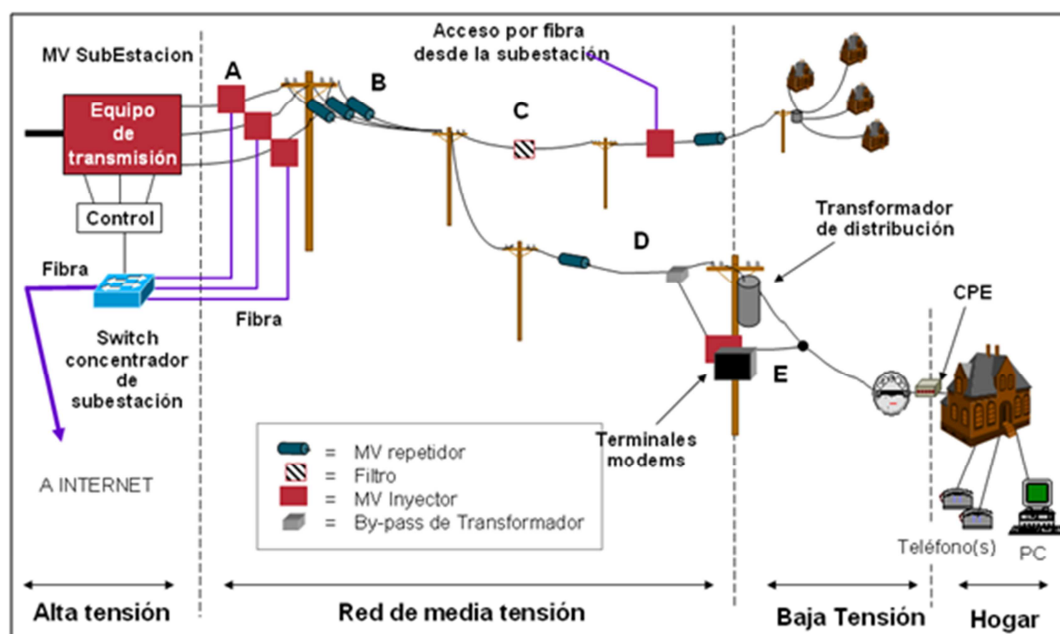 MV SubEstacion
Equipo
de
transmisión
Control
Fibra
Fibra
Switch
concentrador
de
subestación
A INTERNET
A
B
Acceso por fibra
desde la subestación
C
D
Transformador
de distribución
CPE
E
Terminales
modems
= MV repetidor
= Filtro
= MV Inyector
= By-pass de Transformador
Teléfono(s)
PC
Alta tensión
Red de media tensión
Baja Tensión
Hogar